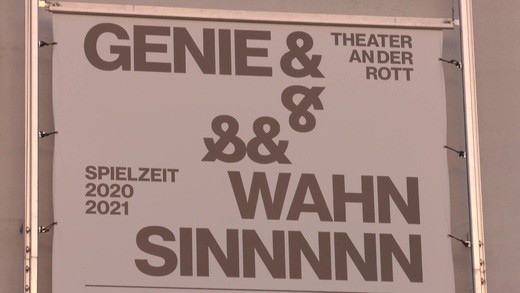 GENIE &
THEATER
AN DER
ROTT
&
&&
SPIELZEIT
2020
2021
WAHN
SINNNNN